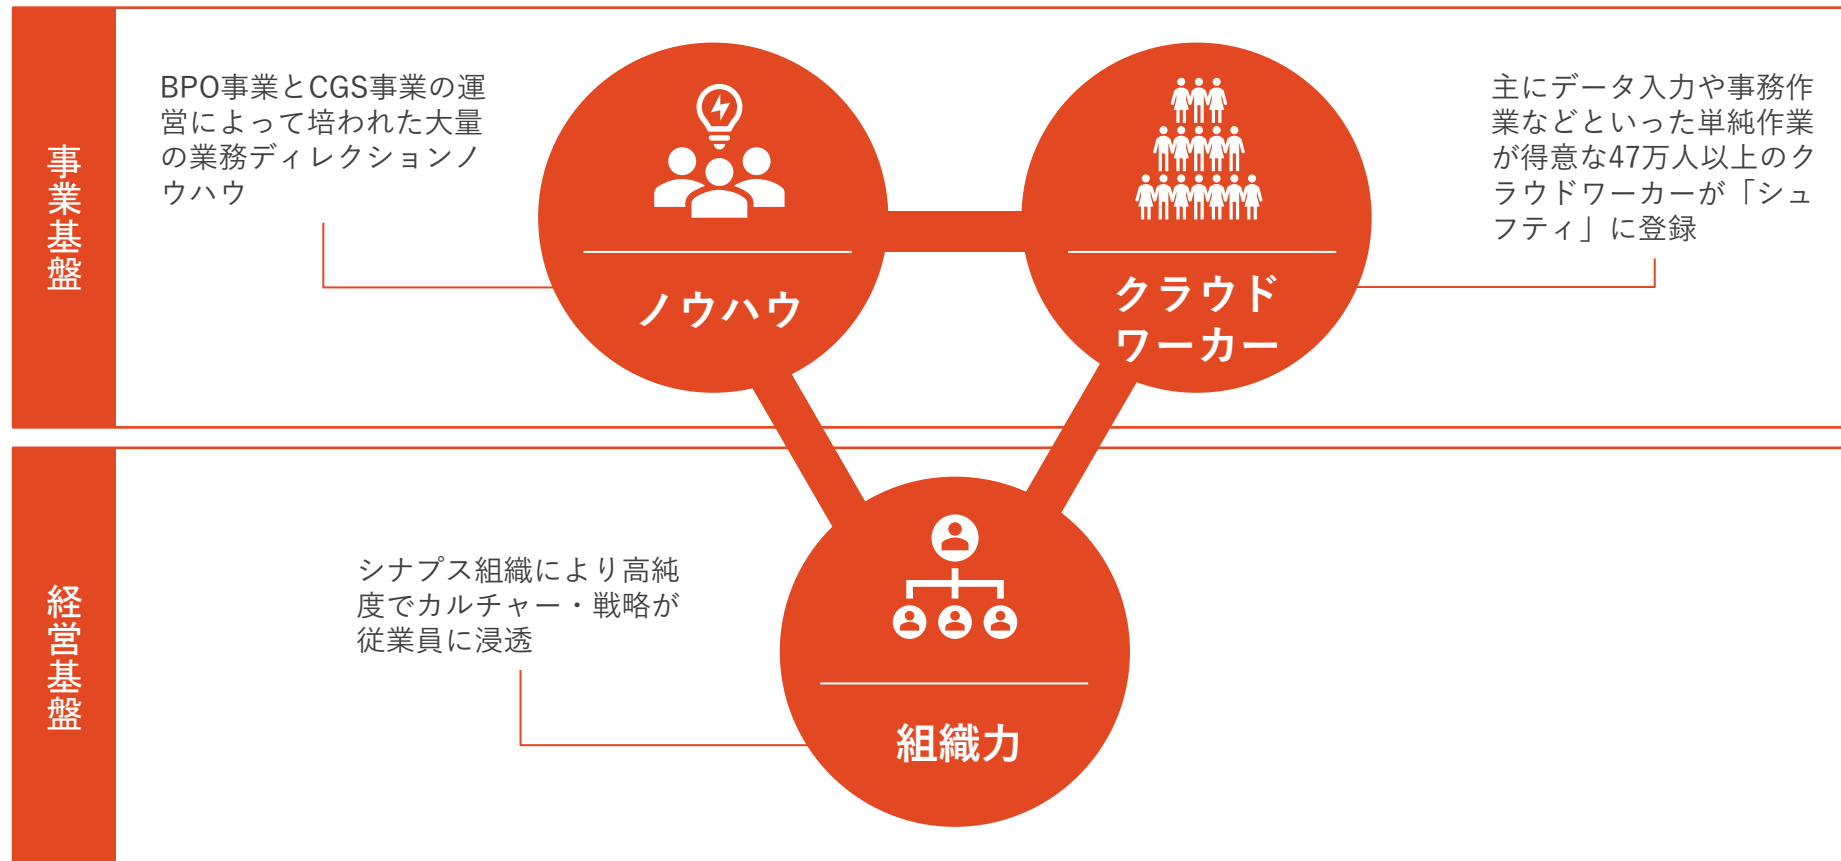 事業基盤
BPO事業とCGS事業の運
営によって培われた大量
の業務ディレクションノ
ウハウ
ノウハウ
クラウド
ワーカー
主にデータ入力や事務作
業などといった単純作業
が得意な47万人以上のク
ラウドワーカーが「シュ
フティ」に登録
経営基盤
シナプス組織により高純
度でカルチャー・戦略が
従業員に浸透
組織力